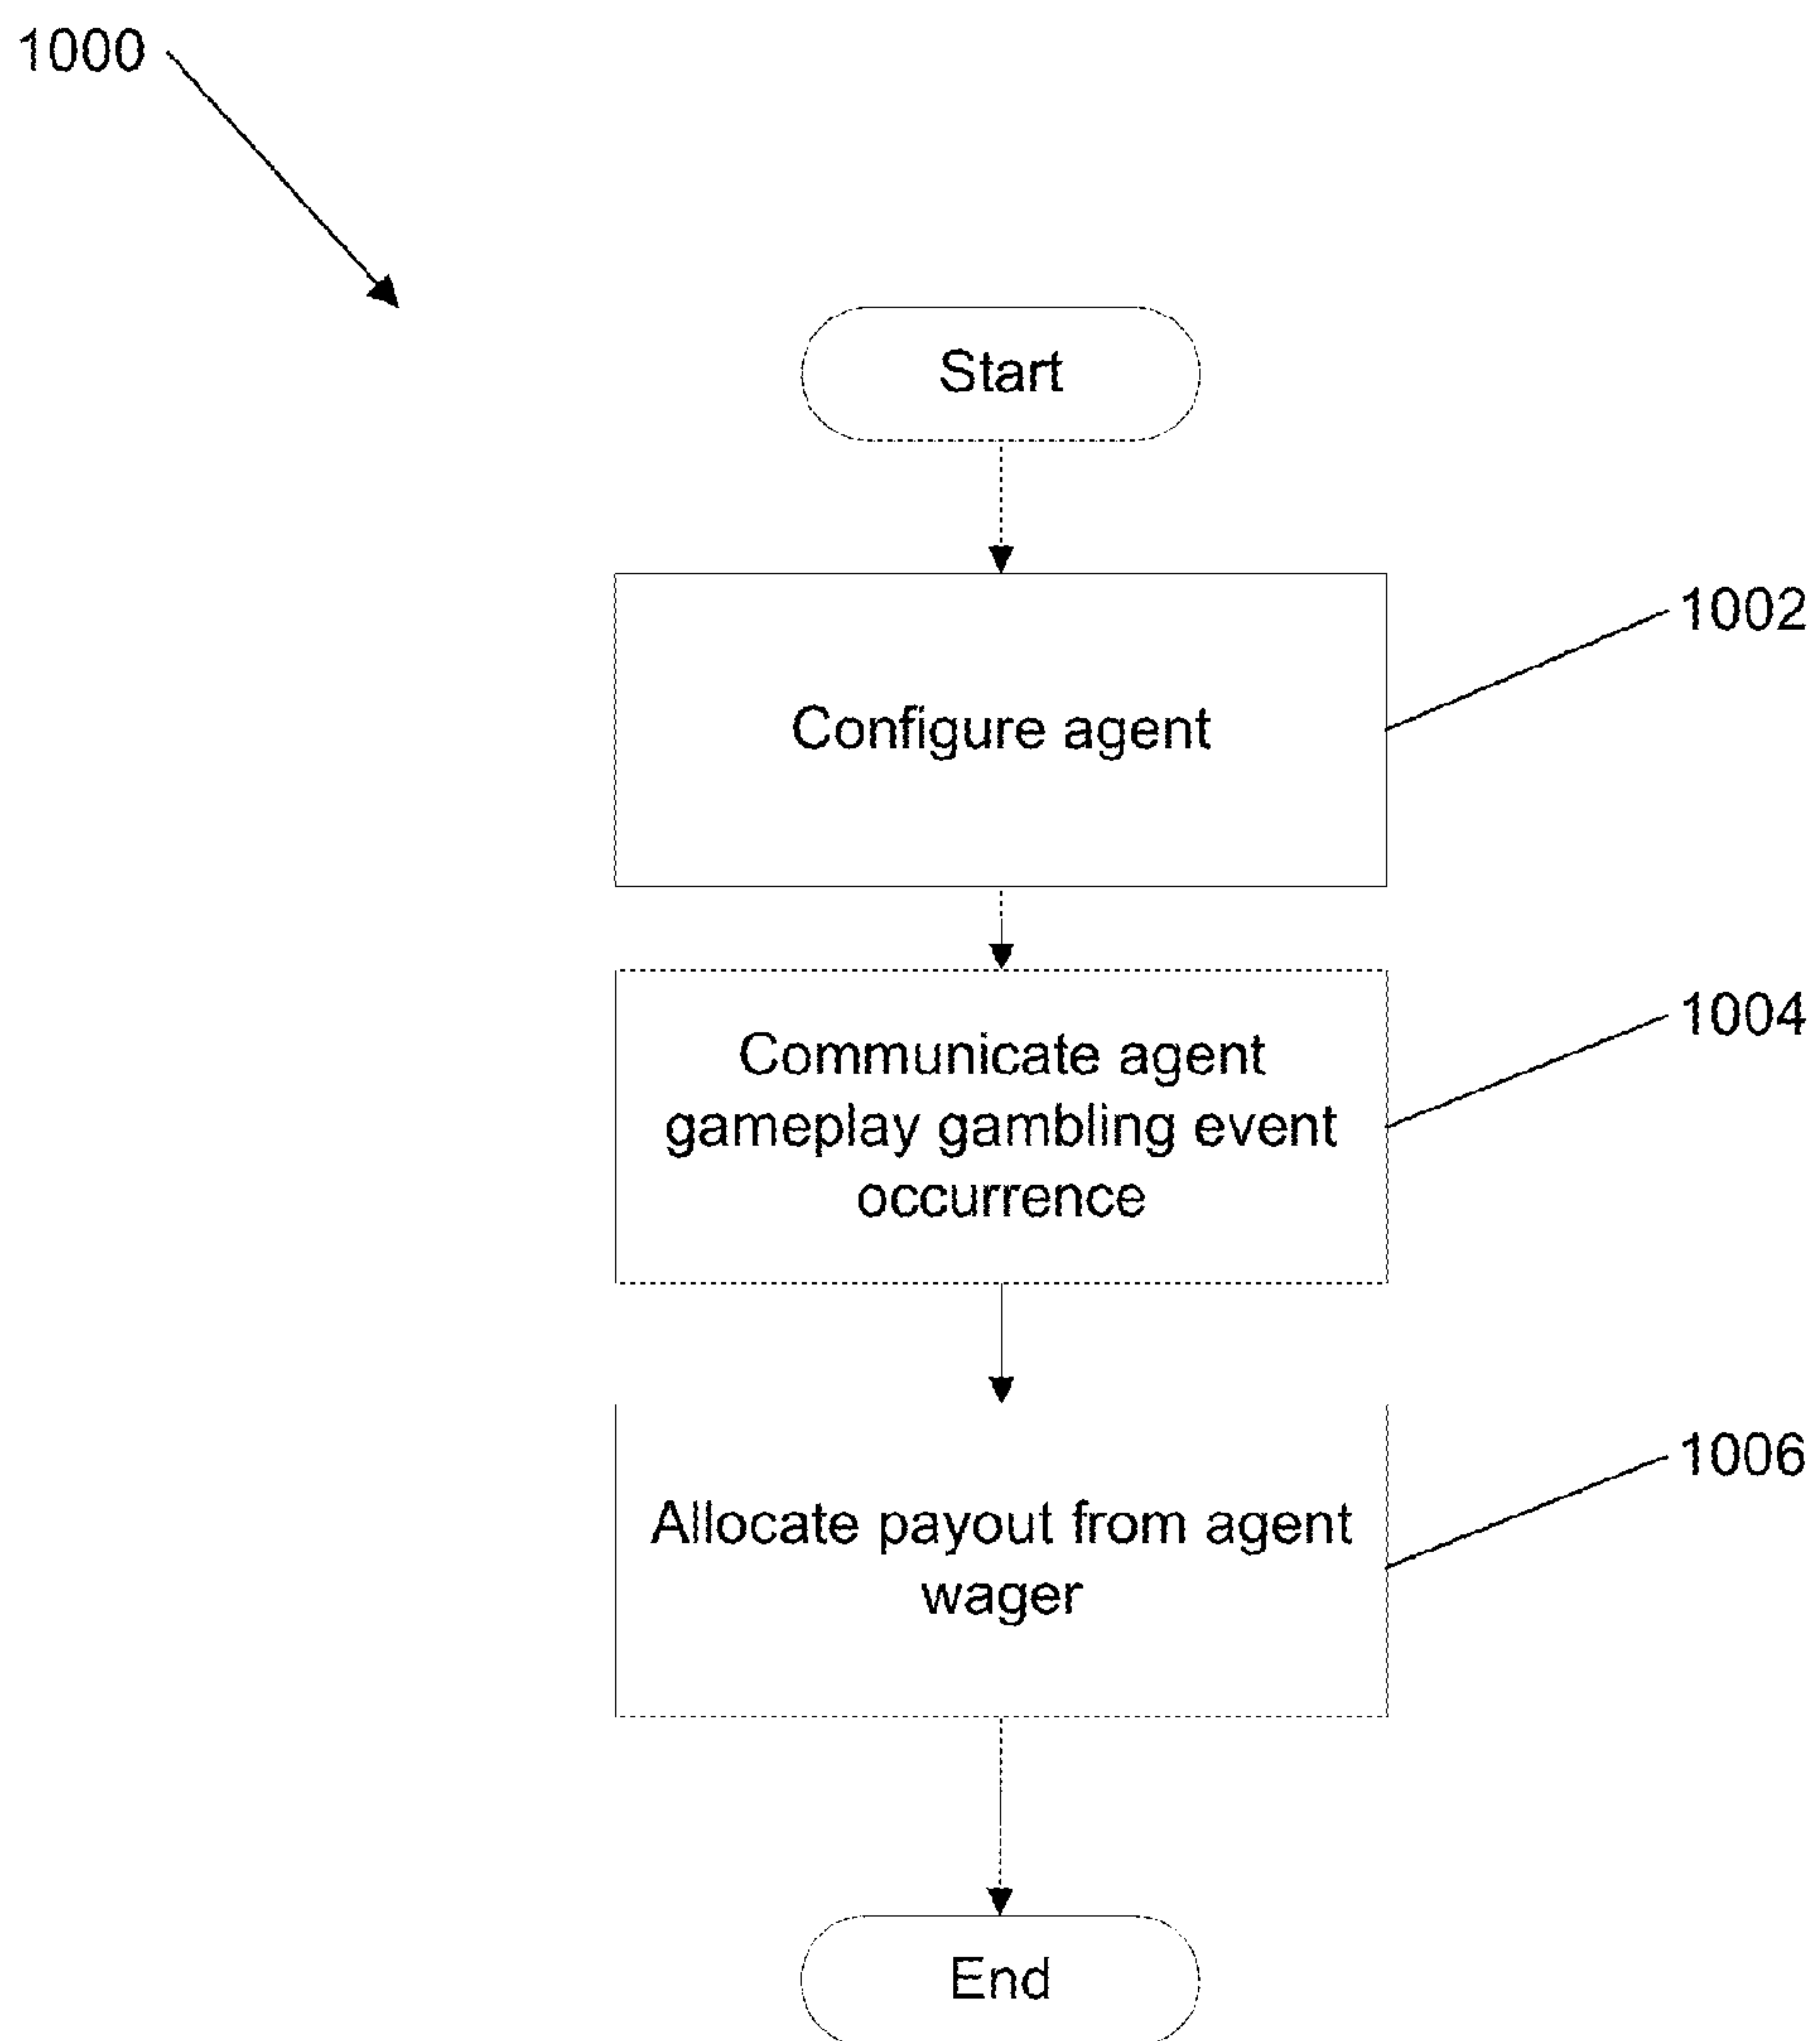 1000
Start
1002
Configure agent
1004
Communicate agent
gameplay gambling event
occurrence
1006
Allocate payout from agent
wager
End